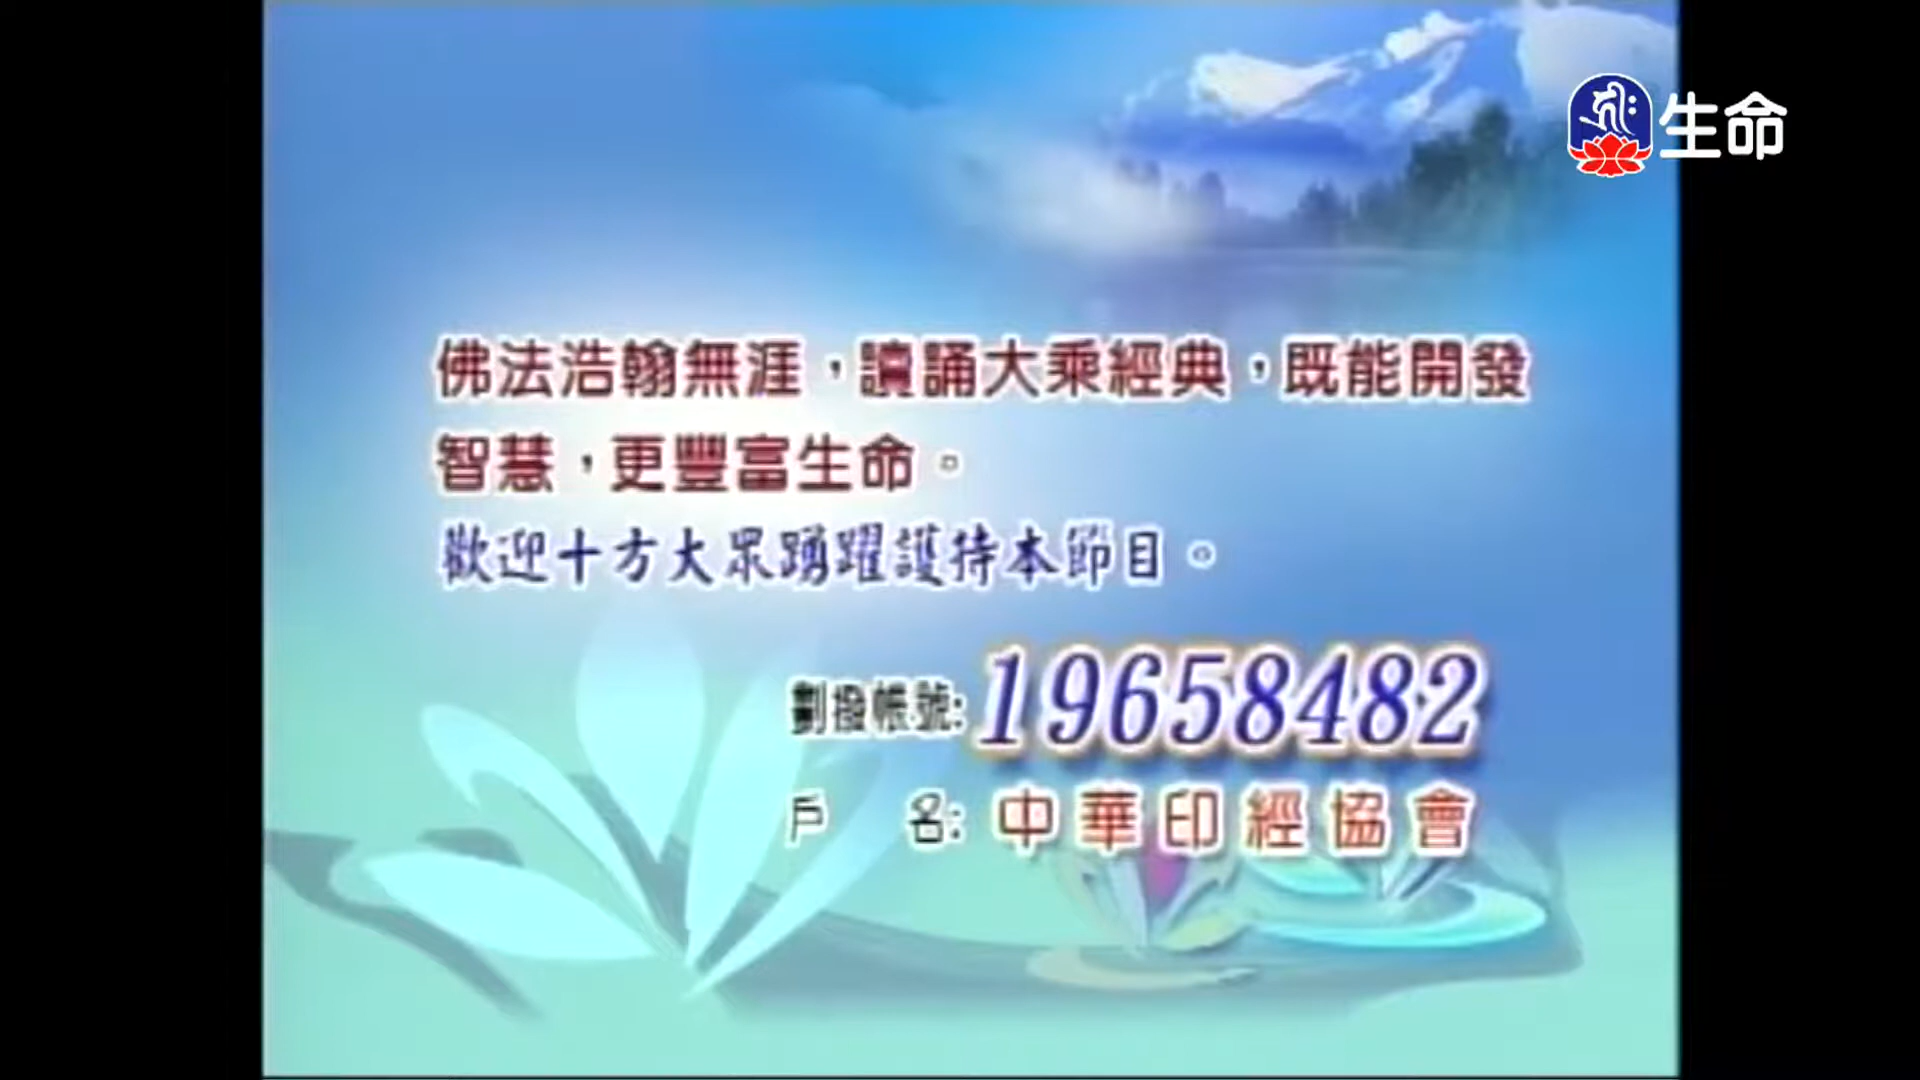 生命
佛法浩翰無涯，讀誦大乘經典，既能開發
智慧，更豐富生命。
歡迎十方大眾踴躍護持本節目。
劃撥帳號:19658482
戶　名:中華印經協會